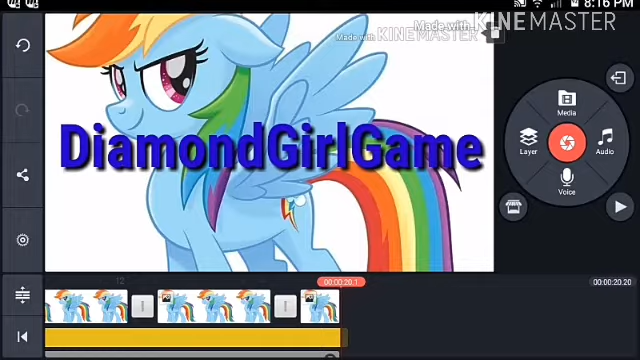 8:16 PM
Made with KINEMASTER
Made with KINEMASTER
DiamondGirlGame
Media
Layer
Audio
Voice
12
00:00:20.1
00:00:20.20